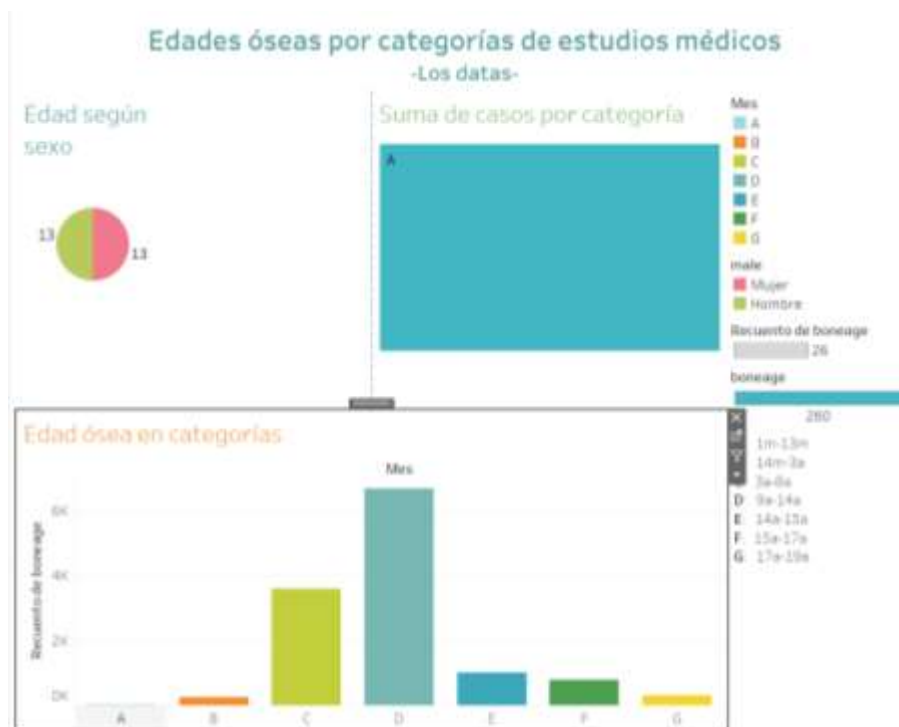 Edades óseas por categorías de estudios médicos
-Los datas-
Edad según
sexo
13
13
Suma de casos por categoría
A
Mes
A
B
C
D
E
F
G
male
Mujer
Hombre
Recuento de boneage
26
boneage
280
1m-13m
14m-3a
3a-8a
D 9a-14a
E 14a-15a
F 15a-17a
G 17a-19a
Edad ósea en categorías
Mes
Recuento de boneage
6K
4K
2K
0K
A
B
C
D
E
F
G